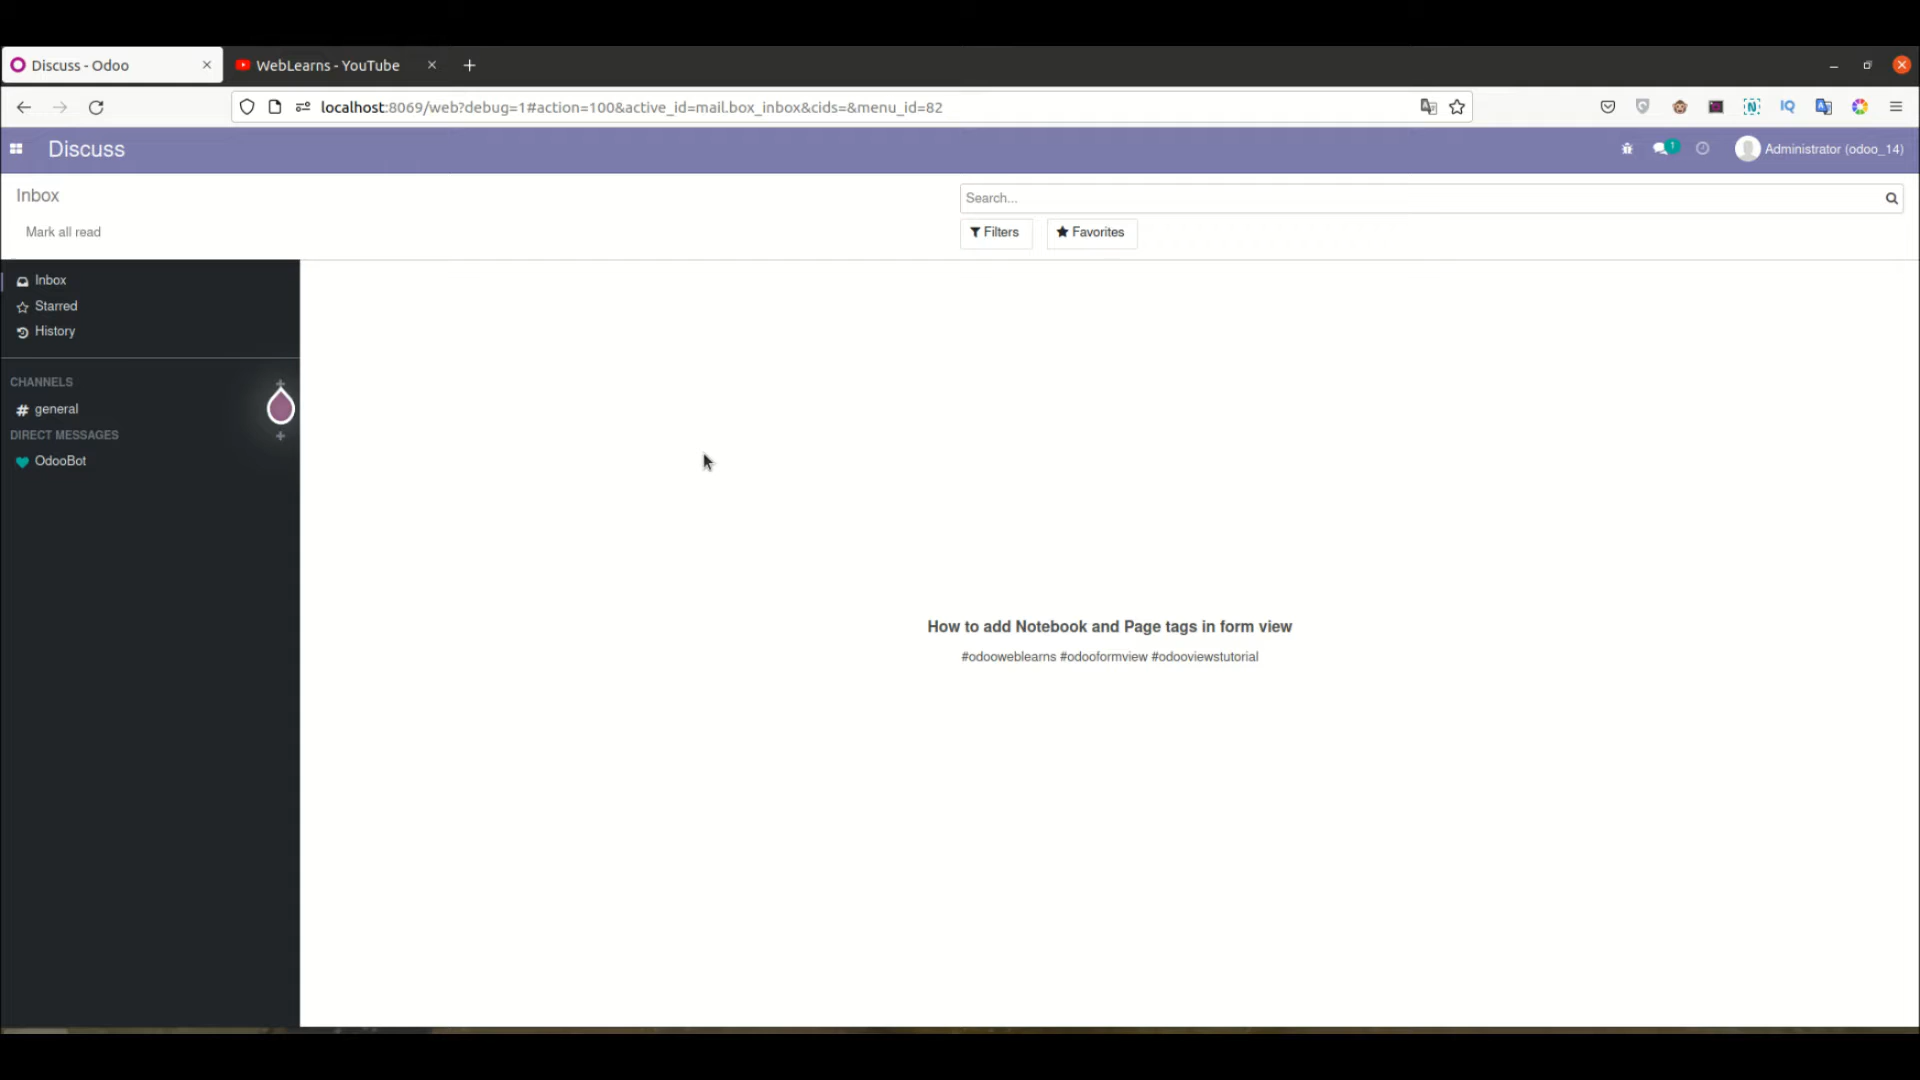 Discuss - Odoo
WebLearns - YouTube
localhost:8069/web?debug=1#action=100&active_id=mail.box_inbox&cids=&menu_id=82
IQ
Discuss
1
Administrator (odoo_14)
Inbox
Search...
Mark all read
Filters
Favorites
Inbox
Starred
History
CHANNELS
# general
DIRECT MESSAGES
OdooBot
How to add Notebook and Page tags in form view
#odooweblearns #odooformview #odooviewstutorial